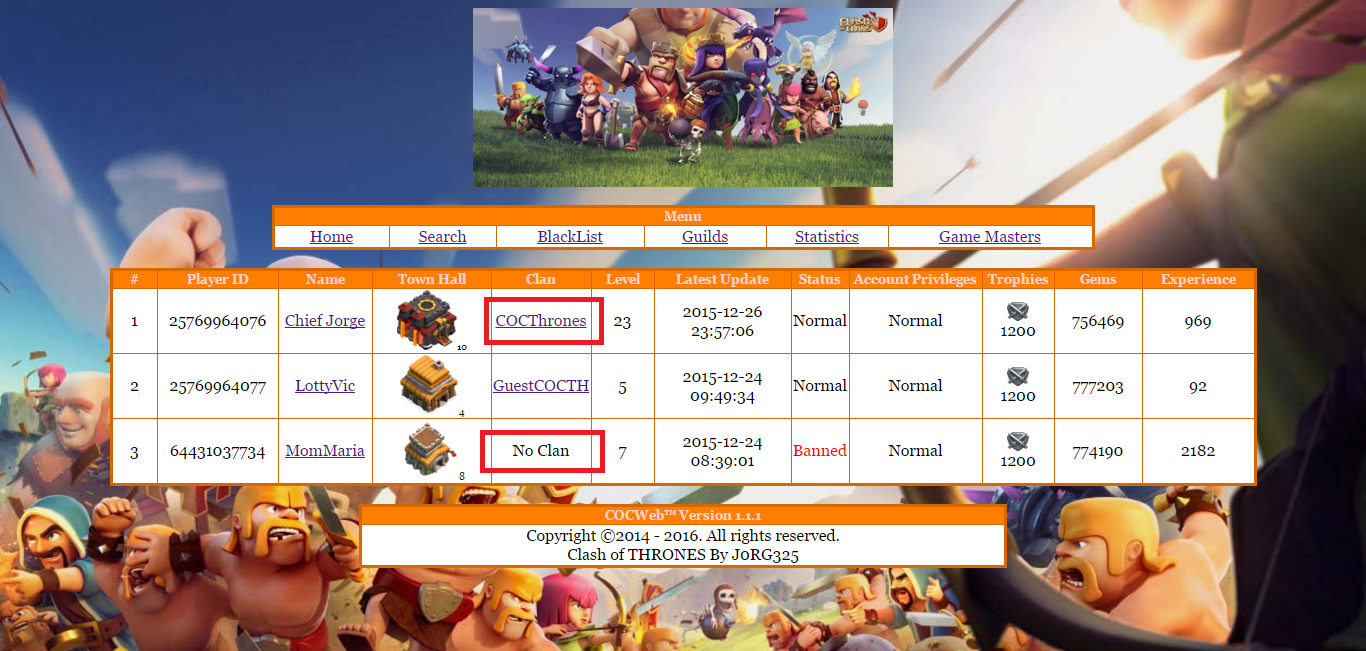 CLASH OF CLANS
Menu
Home Search BlackList Guilds Statistics Game Masters
# Player ID Name Town Hall Clan Level Latest Update Status Account Privileges Trophies Gems Experience
1 25769964076 Chief Jorge 10 COCThrones 23 2015-12-26 23:57:06 Normal Normal 1200 756469 969
2 25769964077 LottyVic 4 GuestCOCTH 5 2015-12-24 09:49:34 Normal Normal 1200 777203 92
3 64431037734 MomMaria 8 No Clan 7 2015-12-24 08:39:01 Banned Normal 1200 774190 2182
COCWeb™ Version 1.1.1
Copyright ©2014 - 2016. All rights reserved.
Clash of THRONES By JoRG325